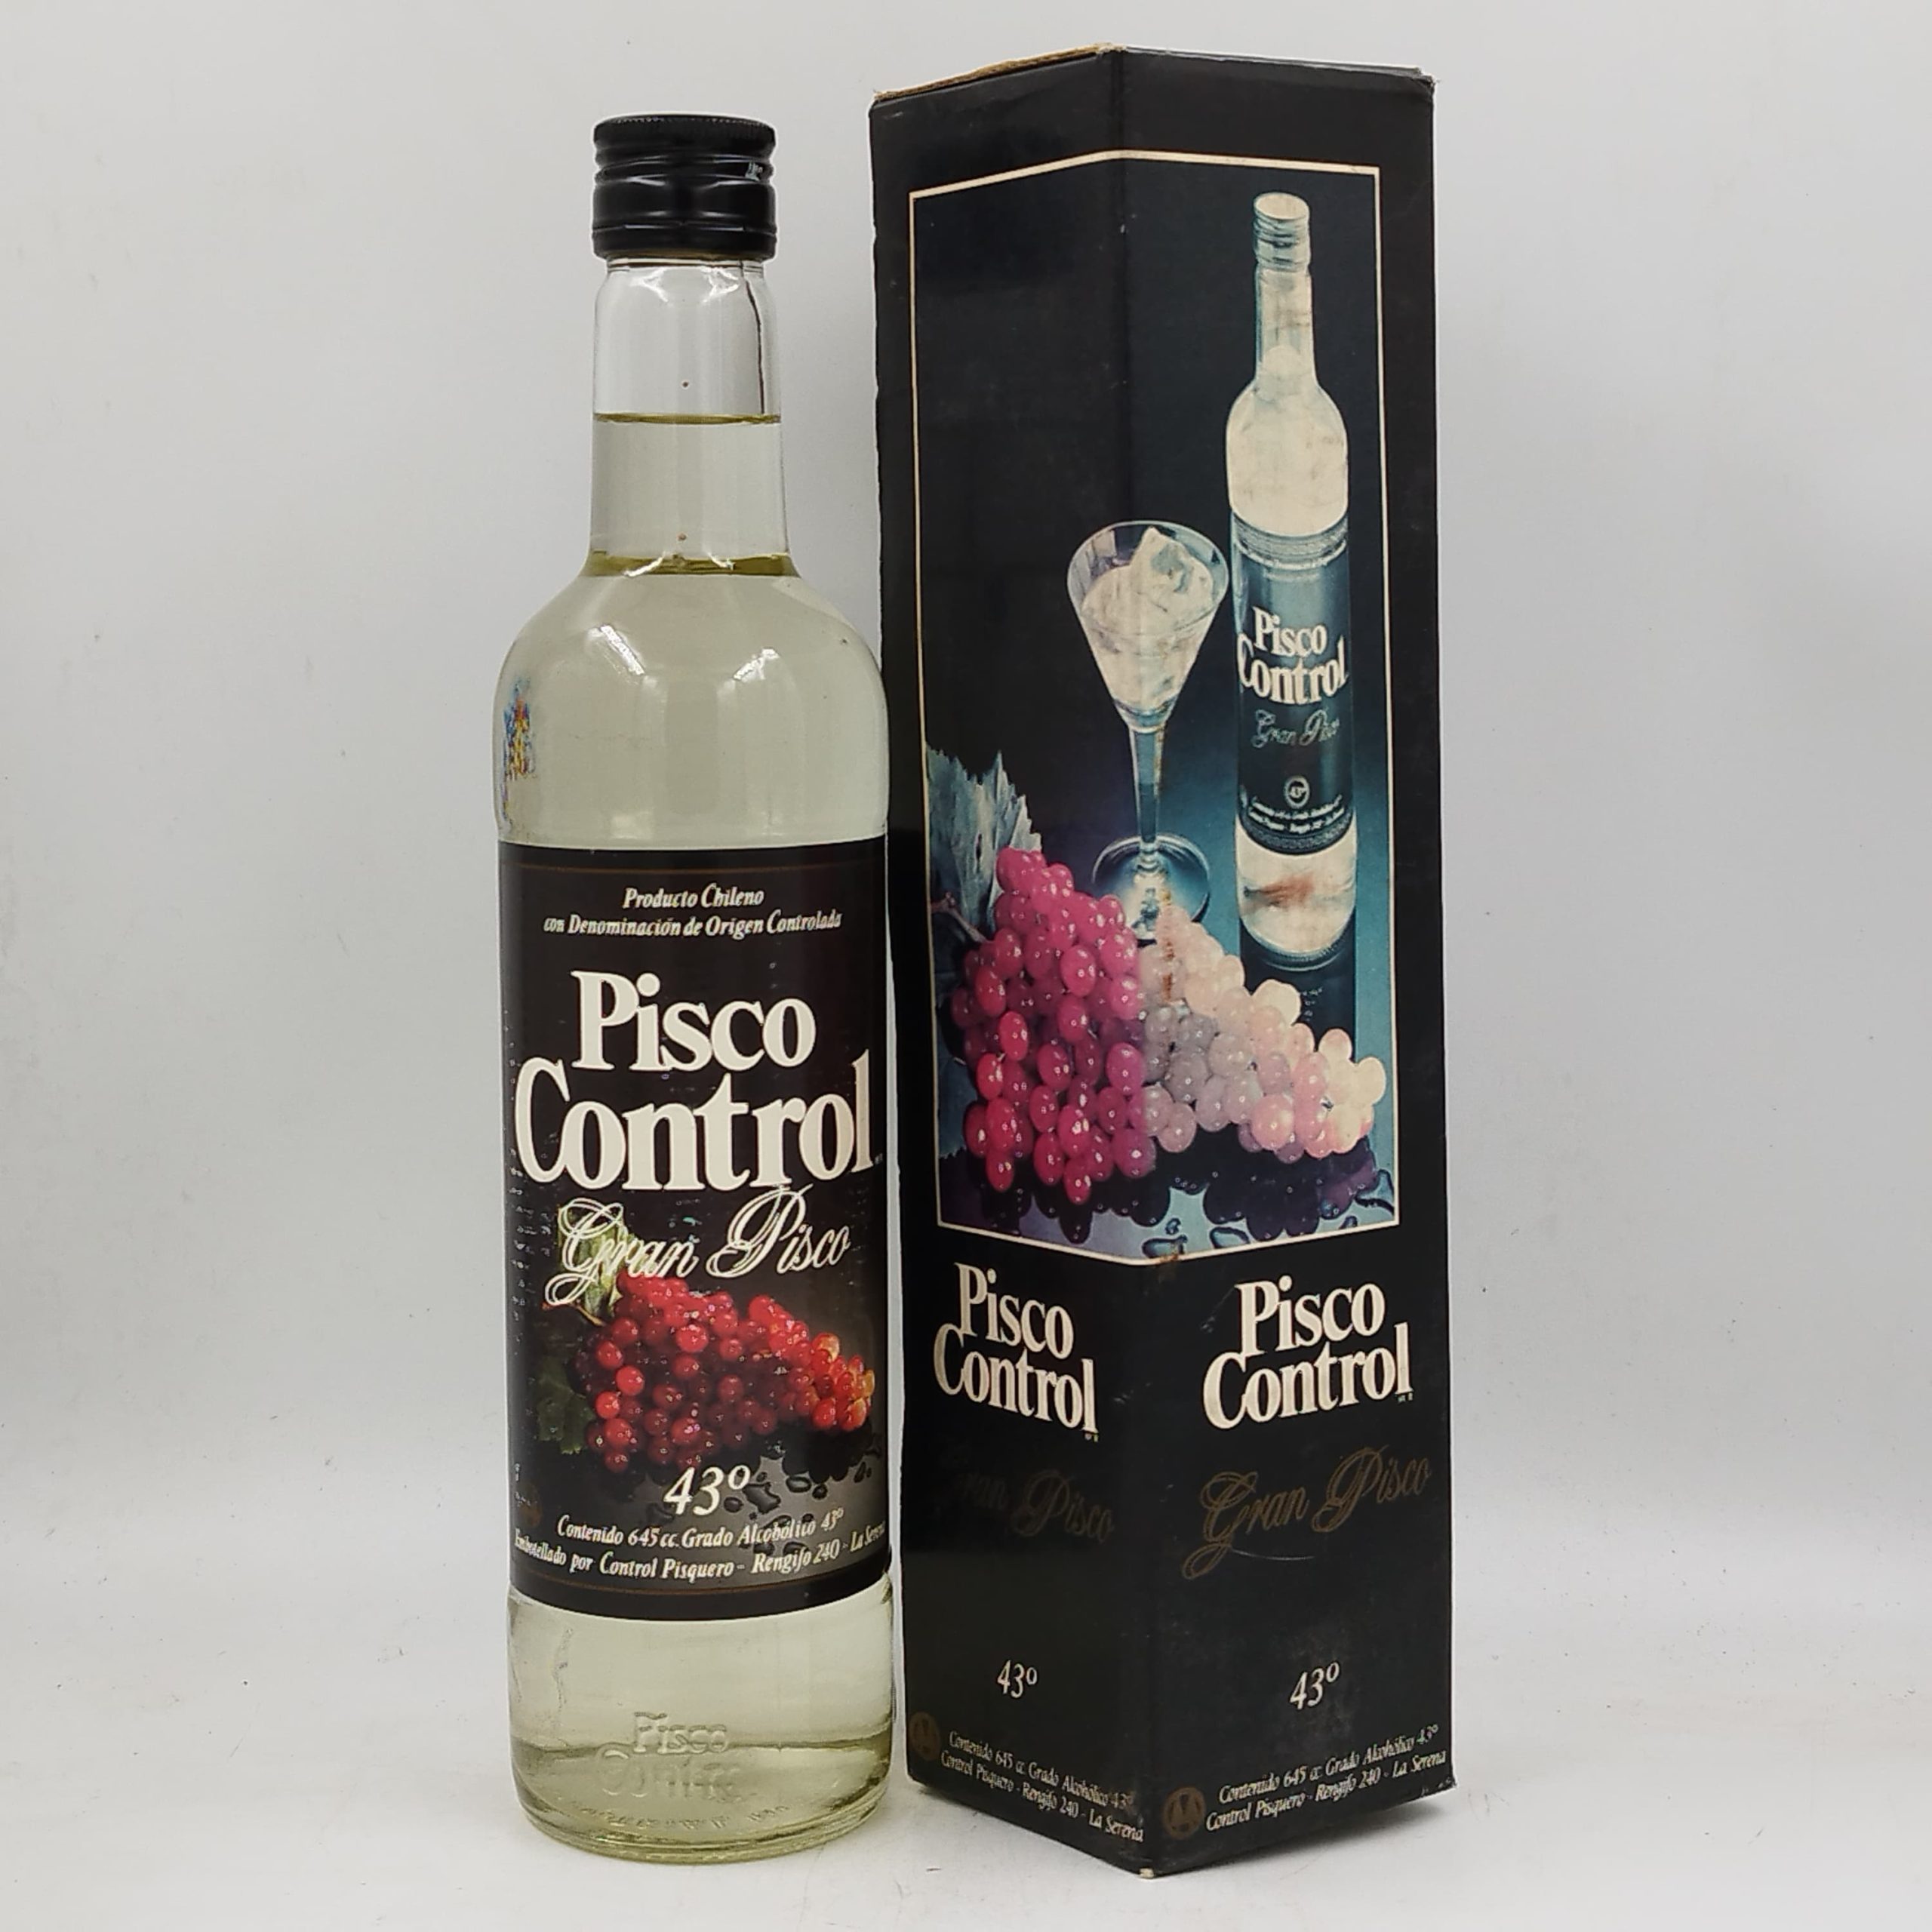 Producto Chileno
con Denominación de Origen Controlada
Pisco
Control
Gran Pisco
43º
Contenido 645 cc. Grado Alcohólico 43º
Embotellado por Control Pisquero - Rengifo 240 - La Serena
Pisco
Control
Pisco
Control
Gran Pisco
43º
Pisco
Control
Gran Pisco
43º
Contenido 645 cc Grado Alcohólico 43º
Control Pisquero - Rengifo 240 - La Serena
Pisco
Control
Gran Pisco
43º
Contenido 645 cc Grado Alcohólico 43º
Control Pisquero - Rengifo 240 - La Serena